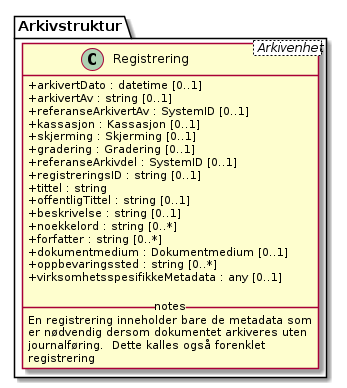 Arkivstruktur
Arkivenhet
C Registrering
+arkivertDato : datetime [0..1]
+arkivertAv : string [0..1]
+referanseArkivertAv : SystemID [0..1]
+kassasjon : Kassasjon [0..1]
+skjerming : Skjerming [0..1]
+gradering : Gradering [0..1]
+referanseArkivdel : SystemID [0..1]
+registreringsID : string [0..1]
+tittel : string
+offentligTittel : string [0..1]
+beskrivelse : string [0..1]
+noekkelord : string [0..*]
+forfatter : string [0..*]
+dokumentmedium : Dokumentmedium [0..1]
+oppbevaringssted : string [0..*]
+virksomhetsspesifikkeMetadata : any [0..1]
notes
En registrering inneholder bare de metadata som
er nødvendig dersom dokumentet arkiveres uten
journalføring.  Dette kalles også forenklet
registrering